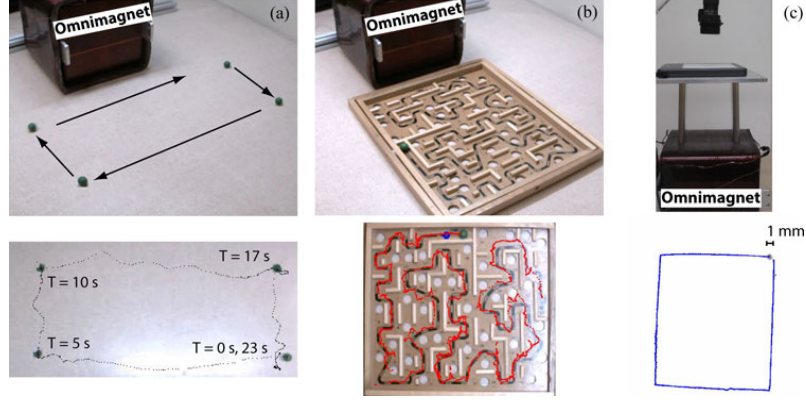 Omnimagnet
(a)
Omnimagnet
(b)
(c)
Omnimagnet
T = 17 s
T = 10 s
T = 5 s
T = 0 s, 23 s
1 mm